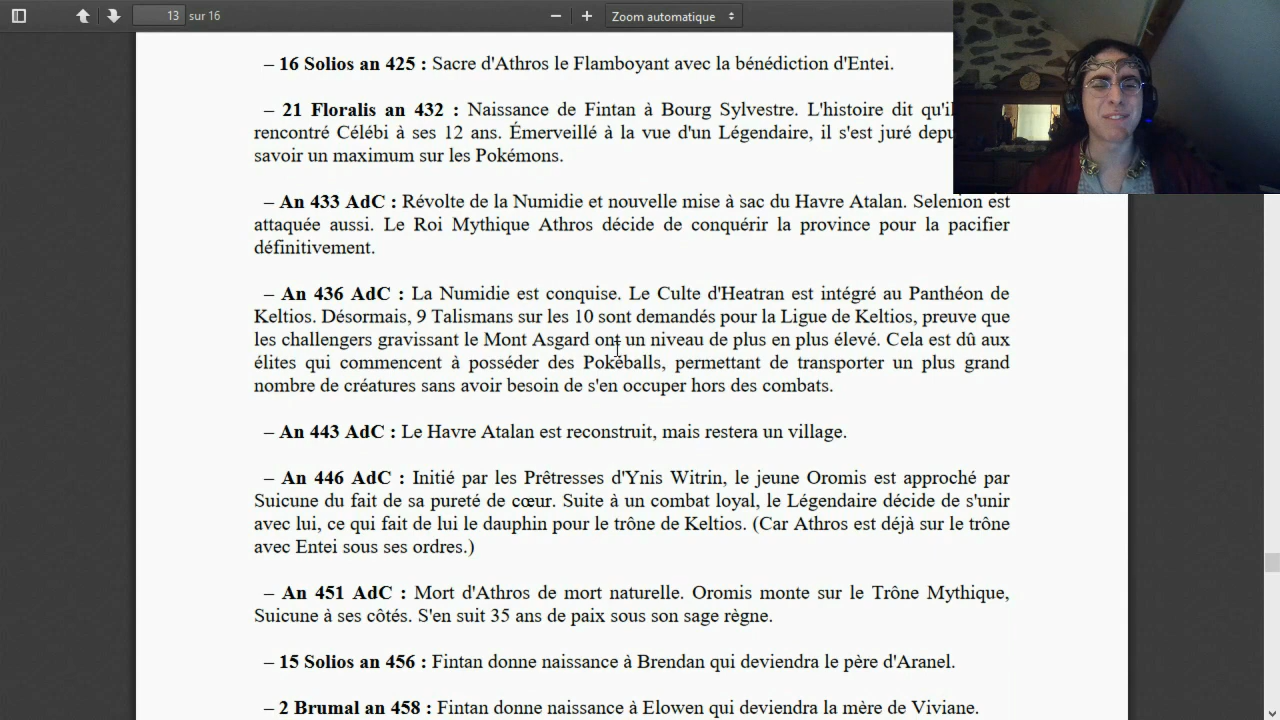 13 sur 16
Zoom automatique
– 16 Solios an 425 : Sacre d'Athros le Flamboyant avec la bénédiction d'Entei.
– 21 Floralis an 432 : Naissance de Fintan à Bourg Sylvestre. L'histoire dit qu'il
rencontré Célébi à ses 12 ans. Émerveillé à la vue d'un Légendaire, il s'est juré
savoir un maximum sur les Pokémons.
– An 433 AdC : Révolte de la Numidie et nouvelle mise à sac du Havre Atalan. Selenion est
attaquée aussi. Le Roi Mythique Athros décide de conquérir la province pour la pacifier
définitivement.
– An 436 AdC : La Numidie est conquise. Le Culte d'Heatran est intégré au Panthéon de
Keltios. Désormais, 9 Talismans sur les 10 sont demandés pour la Ligue de Keltios, preuve que
les challengers gravissant le Mont Asgard ont un niveau de plus en plus élevé. Cela est dû aux
élites qui commencent à posséder des Pokéballs, permettant de transporter un plus grand
nombre de créatures sans avoir besoin de s'en occuper hors des combats.
– An 443 AdC : Le Havre Atalan est reconstruit, mais restera un village.
– An 446 AdC : Initié par les Prêtresses d'Ynis Witrin, le jeune Oromis est approché par
Suicune du fait de sa pureté de cœur. Suite à un combat loyal, le Légendaire décide de s'unir
avec lui, ce qui fait de lui le dauphin pour le trône de Keltios. (Car Athros est déjà sur le trône
avec Entei sous ses ordres.)
– An 451 AdC : Mort d'Athros de mort naturelle. Oromis monte sur le Trône Mythique,
Suicune à ses côtés. S'en suit 35 ans de paix sous son sage règne.
– 15 Solios an 456 : Fintan donne naissance à Brendan qui deviendra le père d'Aranel.
– 2 Brumal an 458 : Fintan donne naissance à Elowen qui deviendra la mère de Viviane.